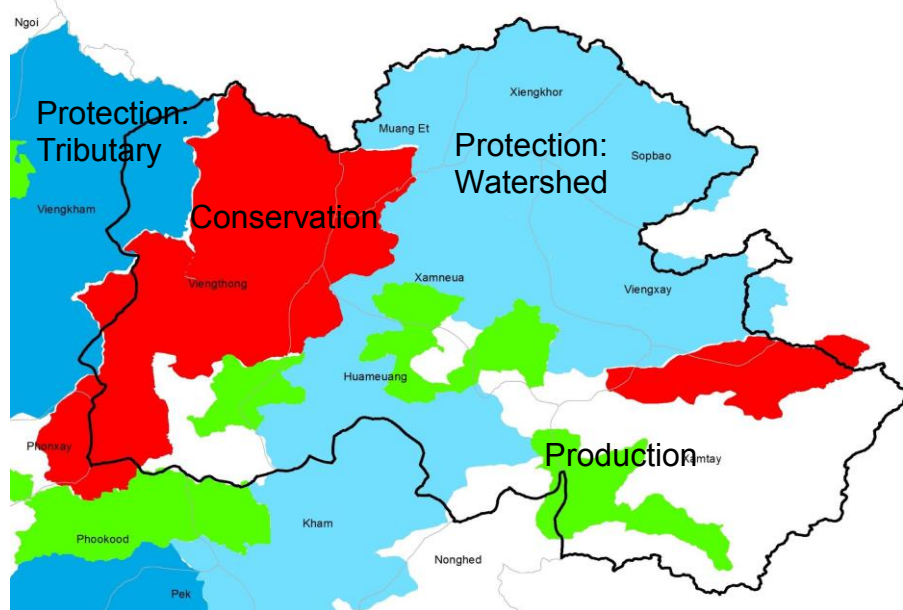 Ngoi
Protection:
Tributary
Xiengkhor
Muang Et
Protection:
Watershed
Sopbao
Viengkham
Conservation
Viengthong
Xamneua
Viengxay
Huameuang
Phonxay
Production
Xamtay
Kham
Phookood
Nonghed
Pek